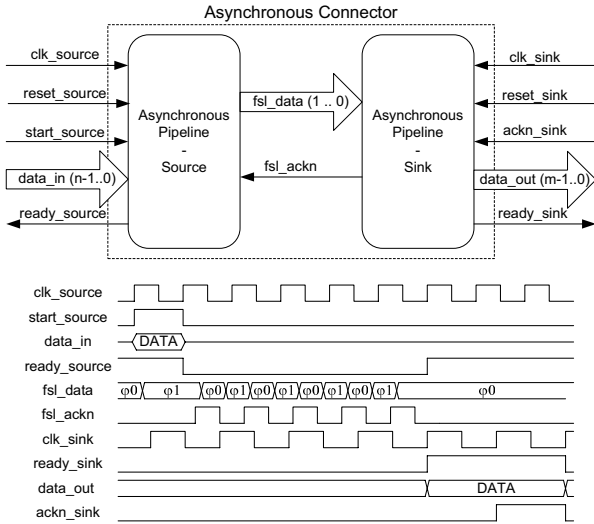 Asynchronous Connector
clk_source
reset_source
start_source
data_in (n-1..0)
ready_source
Asynchronous
Pipeline
-
Source
fsl_data (1 .. 0)
fsl_ackn
Asynchronous
Pipeline
-
Sink
clk_sink
reset_sink
ackn_sink
data_out (m-1..0)
ready_sink
clk_source
start_source
data_in DATA
ready_source
fsl_data φ0 φ1 φ0 φ1 φ0 φ1 φ0 φ1 φ0 φ1 φ0
fsl_ackn
clk_sink
ready_sink
data_out DATA
ackn_sink